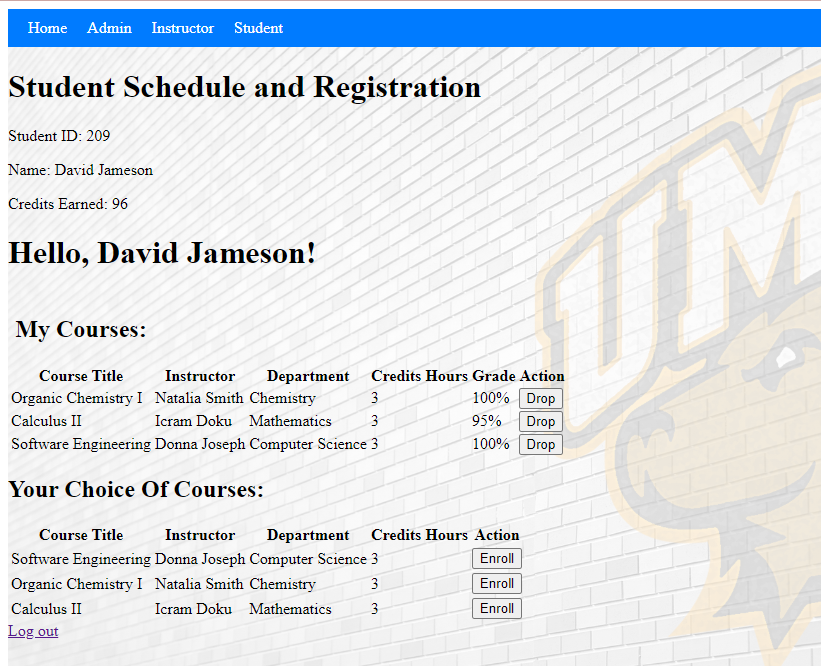 Home Admin Instructor Student
Student Schedule and Registration
Student ID: 209
Name: David Jameson
Credits Earned: 96
Hello, David Jameson!
My Courses:
Course Title Instructor Department Credits Hours Grade Action
Organic Chemistry I Natalia Smith Chemistry 3 100% Drop
Calculus II Icram Doku Mathematics 3 95% Drop
Software Engineering Donna Joseph Computer Science 3 100% Drop
Your Choice Of Courses:
Course Title Instructor Department Credits Hours Action
Software Engineering Donna Joseph Computer Science 3 Enroll
Organic Chemistry I Natalia Smith Chemistry 3 Enroll
Calculus II Icram Doku Mathematics 3 Enroll
Log out